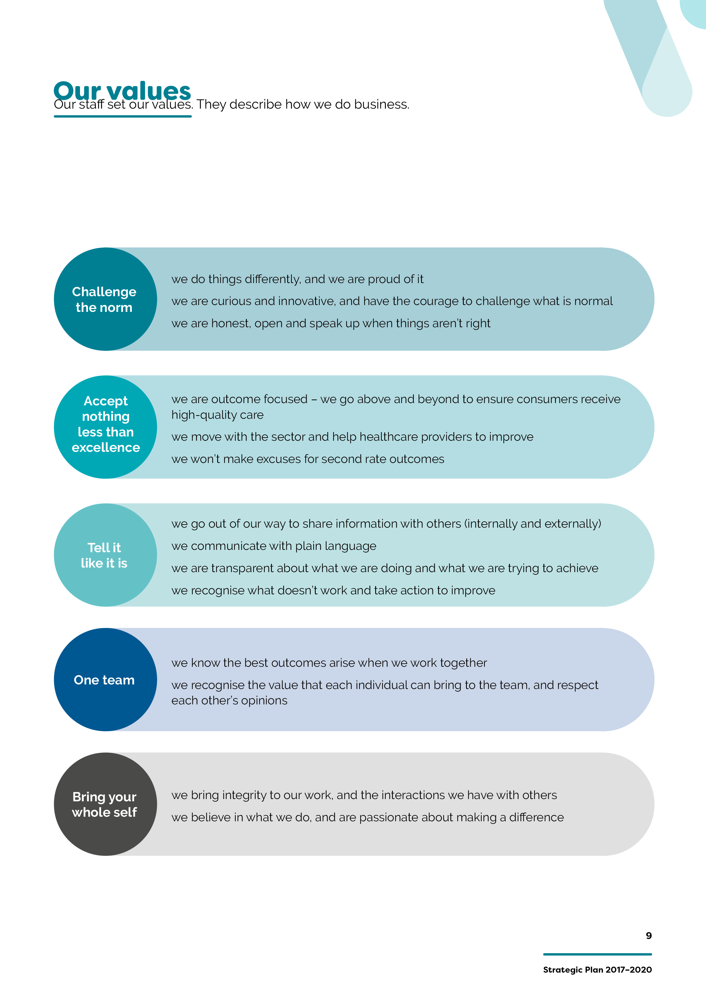 Our values
Our staff set our values. They describe how we do business.
Challenge
the norm
we do things differently, and we are proud of it
we are curious and innovative, and have the courage to challenge what is normal
we are honest, open and speak up when things aren’t right
Accept
nothing
less than
excellence
we are outcome focused – we go above and beyond to ensure consumers receive
high-quality care
we move with the sector and help healthcare providers to improve
we won’t make excuses for second rate outcomes
Tell it
like it is
we go out of our way to share information with others (internally and externally)
we communicate with plain language
we are transparent about what we are doing and what we are trying to achieve
we recognise what doesn’t work and take action to improve
One team
we know the best outcomes arise when we work together
we recognise the value that each individual can bring to the team, and respect
each other’s opinions
Bring your
whole self
we bring integrity to our work, and the interactions we have with others
we believe in what we do, and are passionate about making a difference
9
Strategic Plan 2017–2020